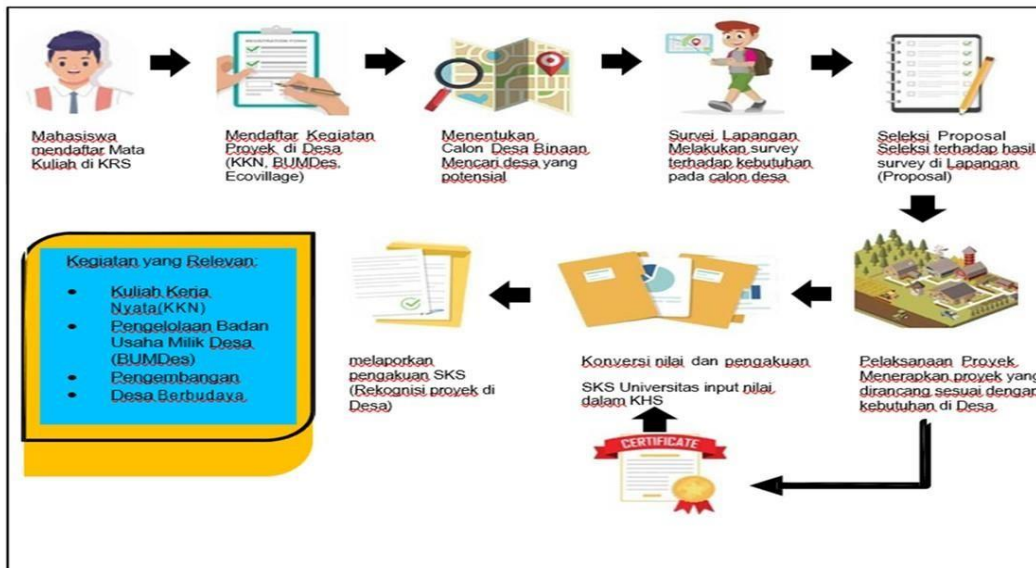 Mahasiswa
mendaftar Mata
Kuliah di KRS
Mendaftar Kegiatan
Proyek di Desa
(KKN, BUMDes,
Ecovillage)
Menentukan
Calon Desa Binaan
Mencari desa yang
potensial
Survei Lapangan
Melakukan survey
terhadap kebutuhan
pada calon desa
Seleksi Proposal
Seleksi terhadap hasil
survey di Lapangan
(Proposal)
Pelaksanaan Proyek
Menerapkan proyek yang
dirancang sesuai dengan
kebutuhan di Desa
Konversi nilai dan pengakuan
SKS Universitas input nilai
dalam KHS
CERTIFICATE
melaporkan
pengakuan SKS
(Rekognisi proyek di
Desa)
Kegiatan yang Relevan:
• Kuliah Kerja
Nyata(KKN)
• Pengelolaan Badan
Usaha Milik Desa
(BUMDes)
• Pengembangan
• Desa Berbudaya